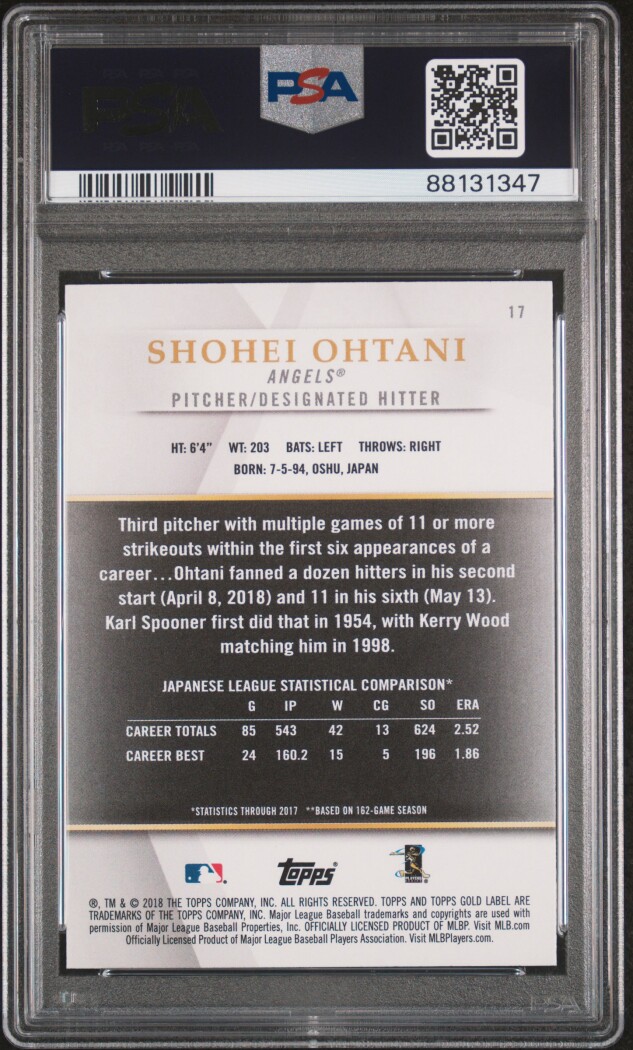 PSA
88131347
17
SHOHEI OHTANI
ANGELS®
PITCHER/DESIGNATED HITTER
HT: 6'4" WT: 203 BATS: LEFT THROWS: RIGHT
BORN: 7-5-94, OSHU, JAPAN
Third pitcher with multiple games of 11 or more
strikeouts within the first six appearances of a
career...Ohtani fanned a dozen hitters in his second
start (April 8, 2018) and 11 in his sixth (May 13).
Karl Spooner first did that in 1954, with Kerry Wood
matching him in 1998.
JAPANESE LEAGUE STATISTICAL COMPARISON*
G IP W CG SO ERA
CAREER TOTALS 85 543 42 13 624 2.52
CAREER BEST 24 160.2 15 5 196 1.86
*STATISTICS THROUGH 2017 **BASED ON 162-GAME SEASON
topps®
®, TM & © 2018 THE TOPPS COMPANY, INC. ALL RIGHTS RESERVED. TOPPS AND TOPPS GOLD LABEL ARE
TRADEMARKS OF THE TOPPS COMPANY, INC. Major League Baseball trademarks and copyrights are used with
permission of Major League Baseball Properties, Inc. OFFICIALLY LICENSED PRODUCT OF MLBP. Visit MLB.com
Officially Licensed Product of Major League Baseball Players Association. Visit MLBPlayers.com.
PSA